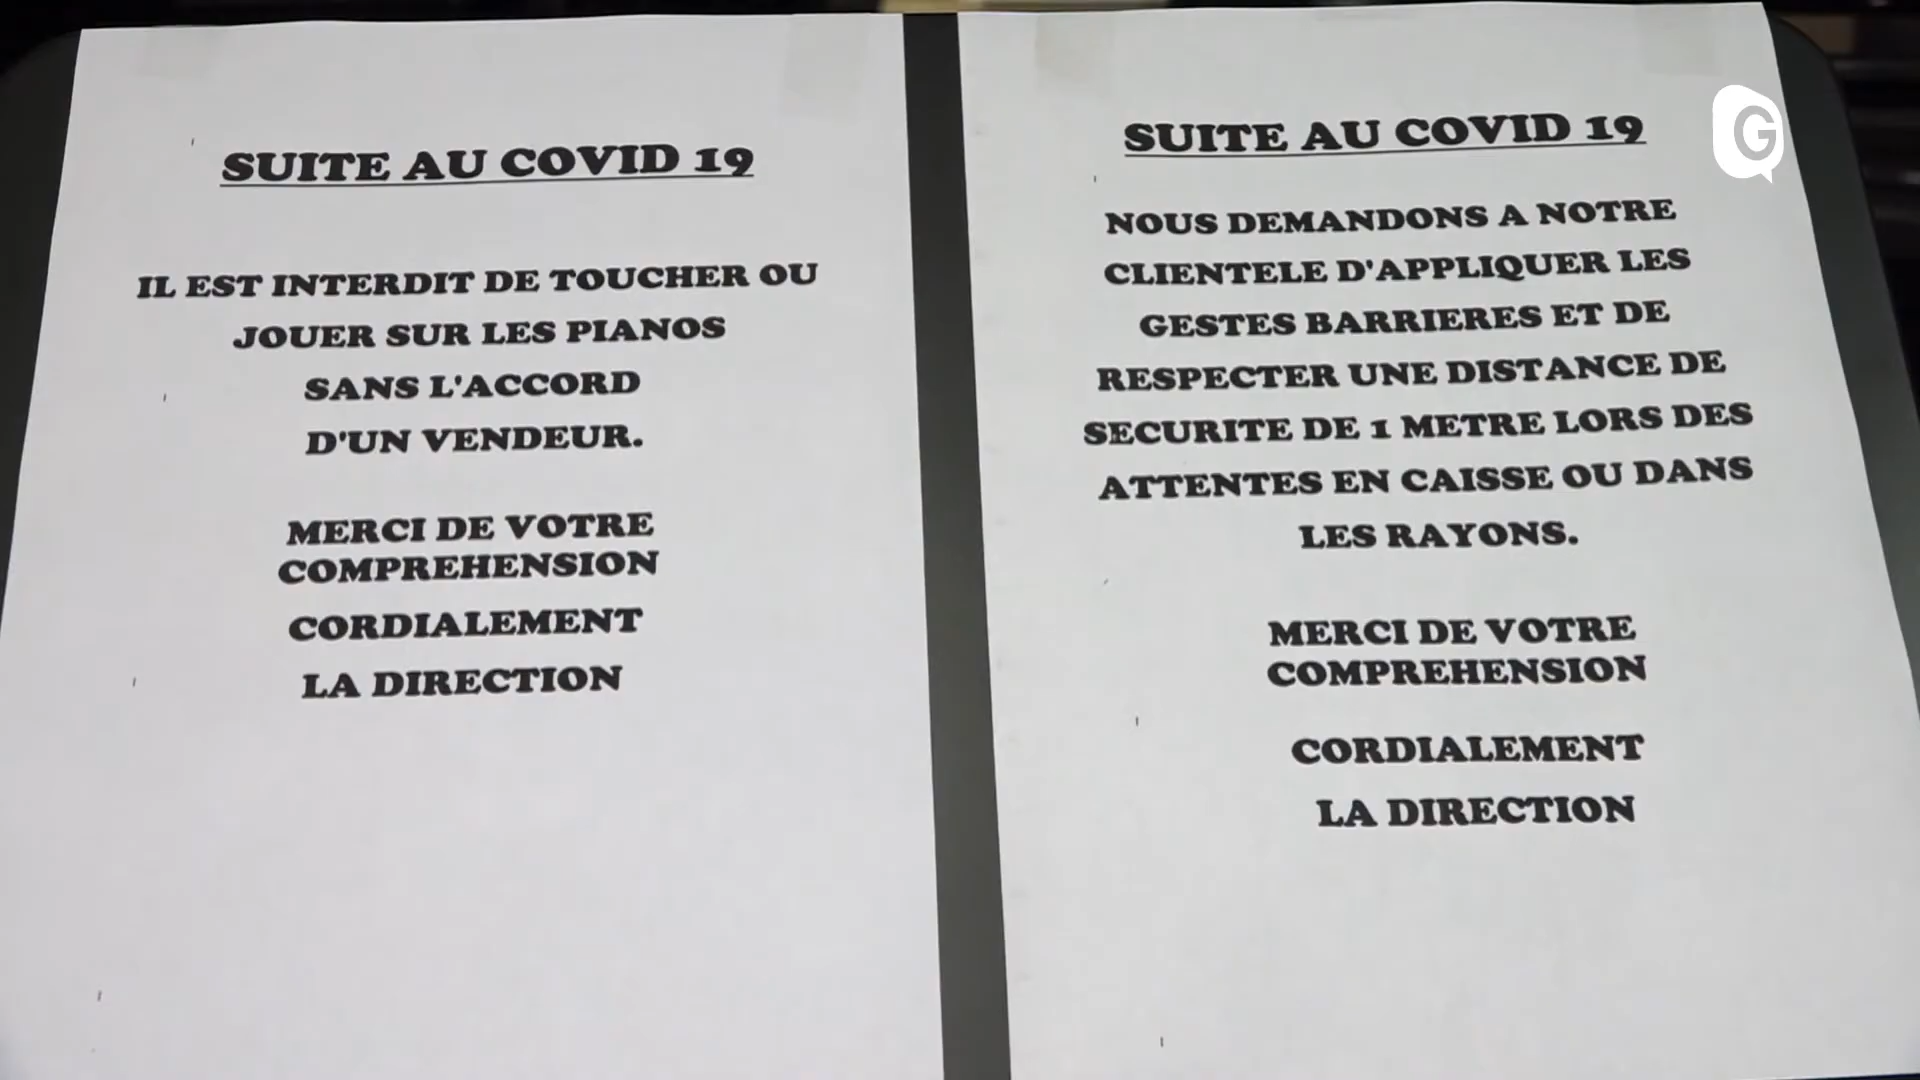 SUITE AU COVID 19
IL EST INTERDIT DE TOUCHER OU
JOUER SUR LES PIANOS
SANS L'ACCORD
D'UN VENDEUR.
MERCI DE VOTRE
COMPREHENSION
CORDIALEMENT
LA DIRECTION
SUITE AU COVID 19
NOUS DEMANDONS A NOTRE
CLIENTELE D'APPLIQUER LES
GESTES BARRIERES ET DE
RESPECTER UNE DISTANCE DE
SECURITE DE 1 METRE LORS DES
ATTENTES EN CAISSE OU DANS
LES RAYONS.
MERCI DE VOTRE
COMPREHENSION
CORDIALEMENT
LA DIRECTION
G